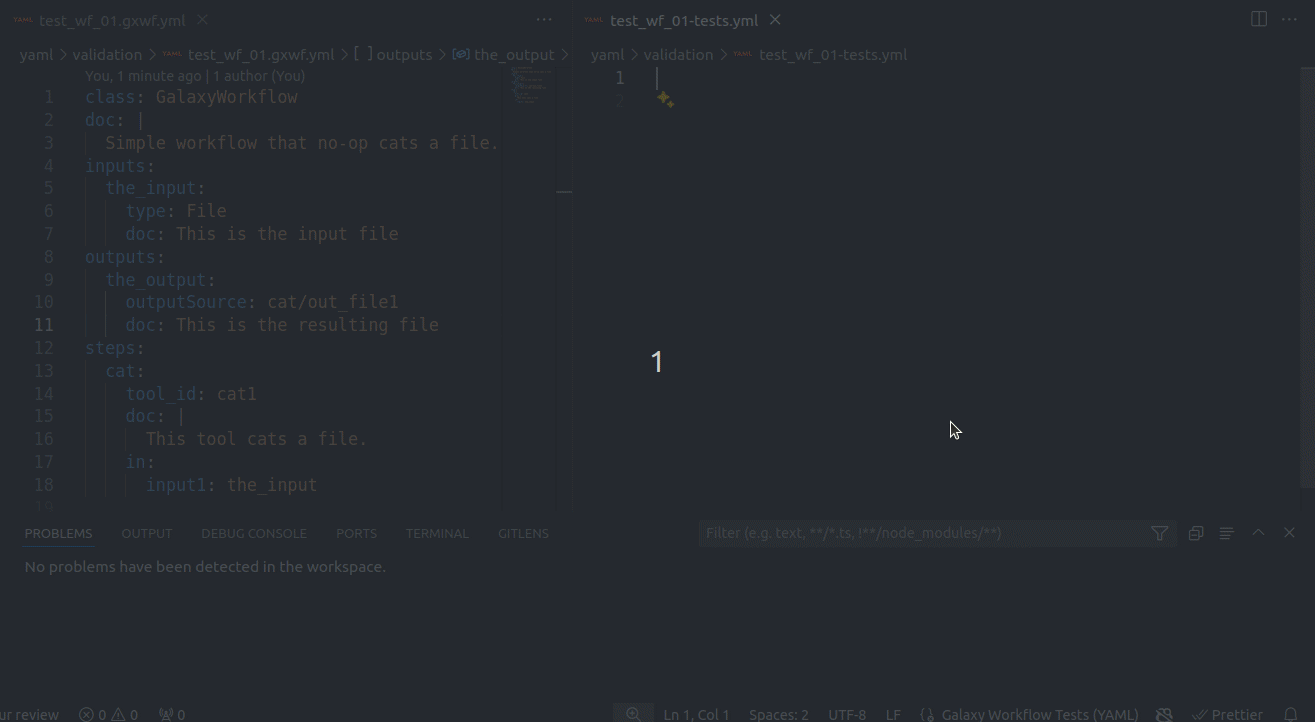 YAML test_wf_01.gxwf.yml
YAML test_wf_01-tests.yml
yaml > validation > YAML test_wf_01.gxwf.yml > [ ] outputs > the_output >
yaml > validation > YAML test_wf_01-tests.yml
You, 1 minute ago | 1 author (You)
1 class: GalaxyWorkflow
2 doc: |
3 Simple workflow that no-op cats a file.
4 inputs:
5 the_input:
6 type: File
7 doc: This is the input file
8 outputs:
9 the_output:
10 outputSource: cat/out_file1
11 doc: This is the resulting file
12 steps:
13 cat:
14 tool_id: cat1
15 doc: |
16 This tool cats a file.
17 in:
18 input1: the_input
19
1
2
1
PROBLEMS OUTPUT DEBUG CONSOLE PORTS TERMINAL GITLENS
Filter (e.g. text, **/*.ts, !**/node_modules/**)
No problems have been detected in the workspace.
ur review 0 0 0 Ln 1, Col 1 Spaces: 2 UTF-8 LF Galaxy Workflow Tests (YAML) Prettier